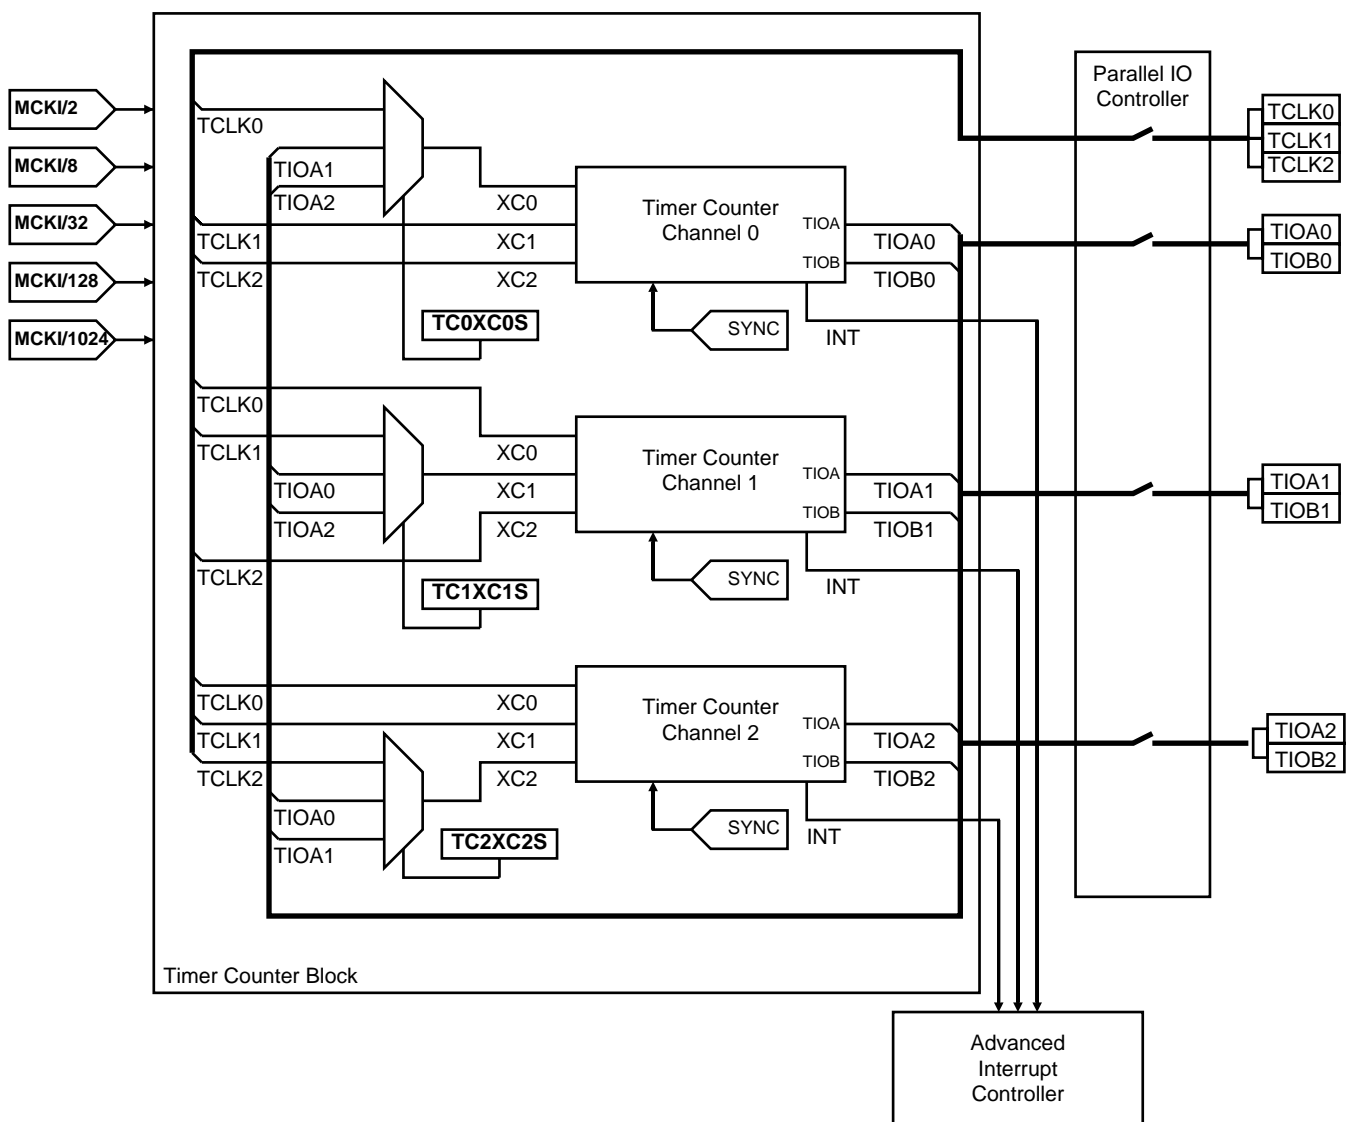 MCKI/2
MCKI/8
MCKI/32
MCKI/128
MCKI/1024
TCLK0
TIOA1
TIOA2
TCLK1
TCLK2
XC0
XC1
XC2
Timer Counter
Channel 0
TIOA
TIOB
TIOA0
TIOB0
TC0XC0S
SYNC
INT
TCLK0
TCLK1
TIOA0
TIOA2
TCLK2
XC0
XC1
XC2
Timer Counter
Channel 1
TIOA
TIOB
TIOA1
TIOB1
TC1XC1S
SYNC
INT
TCLK0
TCLK1
TCLK2
TIOA0
TIOA1
XC0
XC1
XC2
Timer Counter
Channel 2
TIOA
TIOB
TIOA2
TIOB2
TC2XC2S
SYNC
INT
Timer Counter Block
Parallel IO
Controller
TCLK0
TCLK1
TCLK2
TIOA0
TIOB0
TIOA1
TIOB1
TIOA2
TIOB2
Advanced
Interrupt
Controller